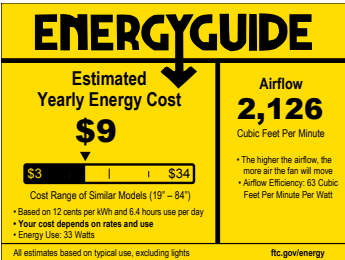 ENERGYGUIDE
Estimated
Yearly Energy Cost
$9
$3
$34
Cost Range of Similar Models (19” – 84”)
• Based on 12 cents per kWh and 6.4 hours use per day
• Your cost depends on rates and use
• Energy Use: 33 Watts
Airflow
2,126
Cubic Feet Per Minute
• The higher the airflow, the
more air the fan will move
• Airflow Efficiency: 63 Cubic
Feet Per Minute Per Watt
All estimates based on typical use, excluding lights
ftc.gov/energy